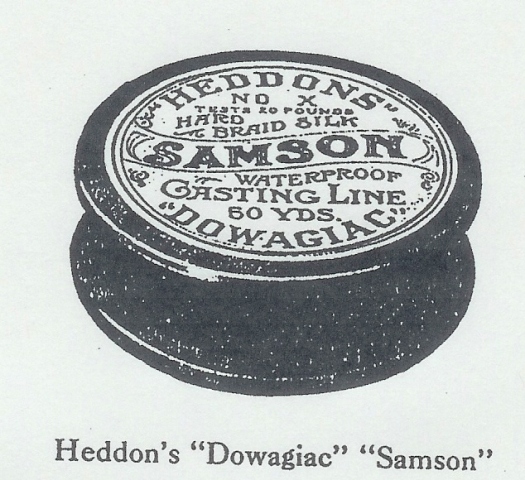 HEDDONS"
NO X
TESTS 20 POUNDS
HARD
BRAID SILK
SAMSON
WATERPROOF
CASTING LINE
50 YDS.
"DOWAGIAC"
Heddon's "Dowagiac" "Samson"